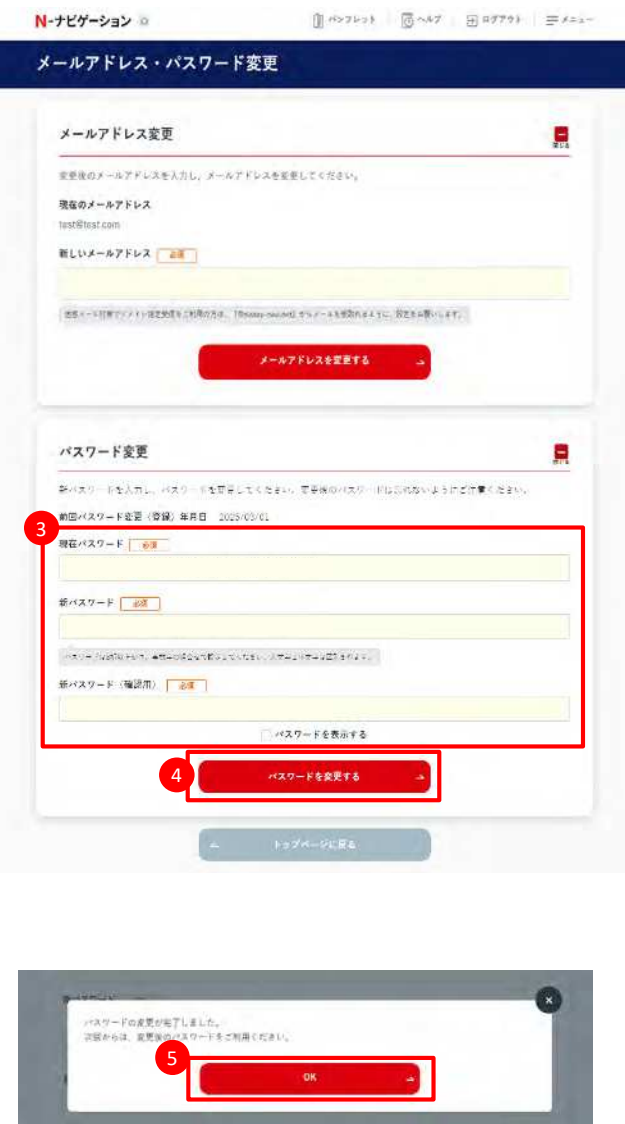 N-ナビゲーション
パンフレット ヘルプ ログアウト メニュー
メールアドレス・パスワード変更
メールアドレス変更
閉じる
変更後のメールアドレスを入力し、メールアドレスを変更してください。
現在のメールアドレス
test@test.com
新しいメールアドレス 必須
メールアドレスを変更する
パスワード変更
閉じる
新パスワードを入力し、パスワードを変更してください。変更後のパスワードは忘れないようにご注意ください。
前回パスワード変更（登録）年月日 2025/03/01
3
現在パスワード 必須
新パスワード 必須
新パスワード（確認用） 必須
パスワードを表示する
4
パスワードを変更する
トップページに戻る
パスワードの変更が完了しました。
次回からは、変更後のパスワードをご利用ください。
5
OK